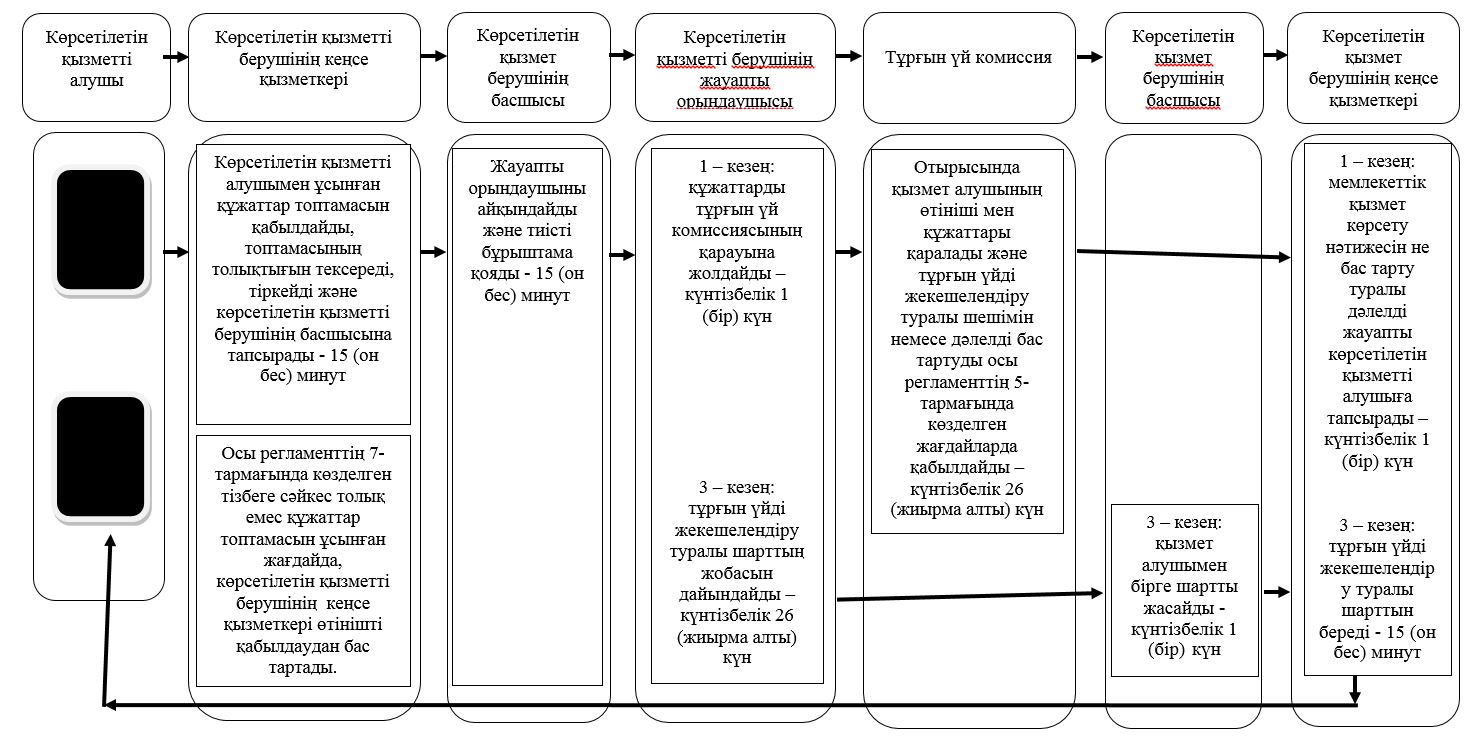 Көрсетілетін
қызметті
алушы
Көрсетілетін қызметті
берушінің кеңсе
қызметкері
Көрсетілетін
қызмет
берушінің
басшысы
Көрсетілетін
қызметті берушінің
жауапты
орындаушысы
Тұрғын үй комиссия
Көрсетілетін
қызмет
берушінің
басшысы
Көрсетілетін
қызмет
берушінің кеңсе
қызметкері
Көрсетілетін қызметті
алушымен ұсынған
құжаттар топтамасын
қабылдайды,
топтамасының
толықтығын тексереді,
тіркейді және
көрсетілетін қызметті
берушінің басшысына
тапсырады - 15 (он
бес) минут
Осы регламенттің 7-
тармағында көзделген
тізбеге сәйкес толық
емес құжаттар
топтамасын ұсынған
жағдайда,
көрсетілетін қызметті
берушінің кеңсе
қызметкері өтінішті
қабылдаудан бас
тартады.
Жауапты
орындаушыны
айқындайды
және тиісті
бұрыштама
қояды - 15 (он
бес) минут
1 – кезең:
құжаттарды
тұрғын үй
комиссиясының
қарауына
жолдайды –
күнтізбелік 1
(бір) күн
3 – кезең:
тұрғын үйді
жекешелендіру
туралы шарттың
жобасын
дайындайды –
күнтізбелік 26
(жиырма алты)
күн
Отырысында
қызмет алушының
өтініші мен
құжаттары
қаралады және
тұрғын үйді
жекешелендіру
туралы шешімін
немесе дәлелді бас
тартуды осы
регламенттің 5-
тармағында
көзделген
жағдайларда
қабылдайды –
күнтізбелік 26
(жиырма алты) күн
3 – кезең:
қызмет
алушымен
бірге шартты
жасайды -
күнтізбелік 1
(бір) күн
1 – кезең:
мемлекеттік
қызмет
көрсету
нәтижесін не
бас тарту
туралы
дәлелді
жауапты
көрсетілетін
қызметті
алушыға
тапсырады –
күнтізбелік 1
(бір) күн
3 – кезең:
тұрғын үйді
жекешелендір
у туралы
шарттын
береді - 15 (он
бес) минут